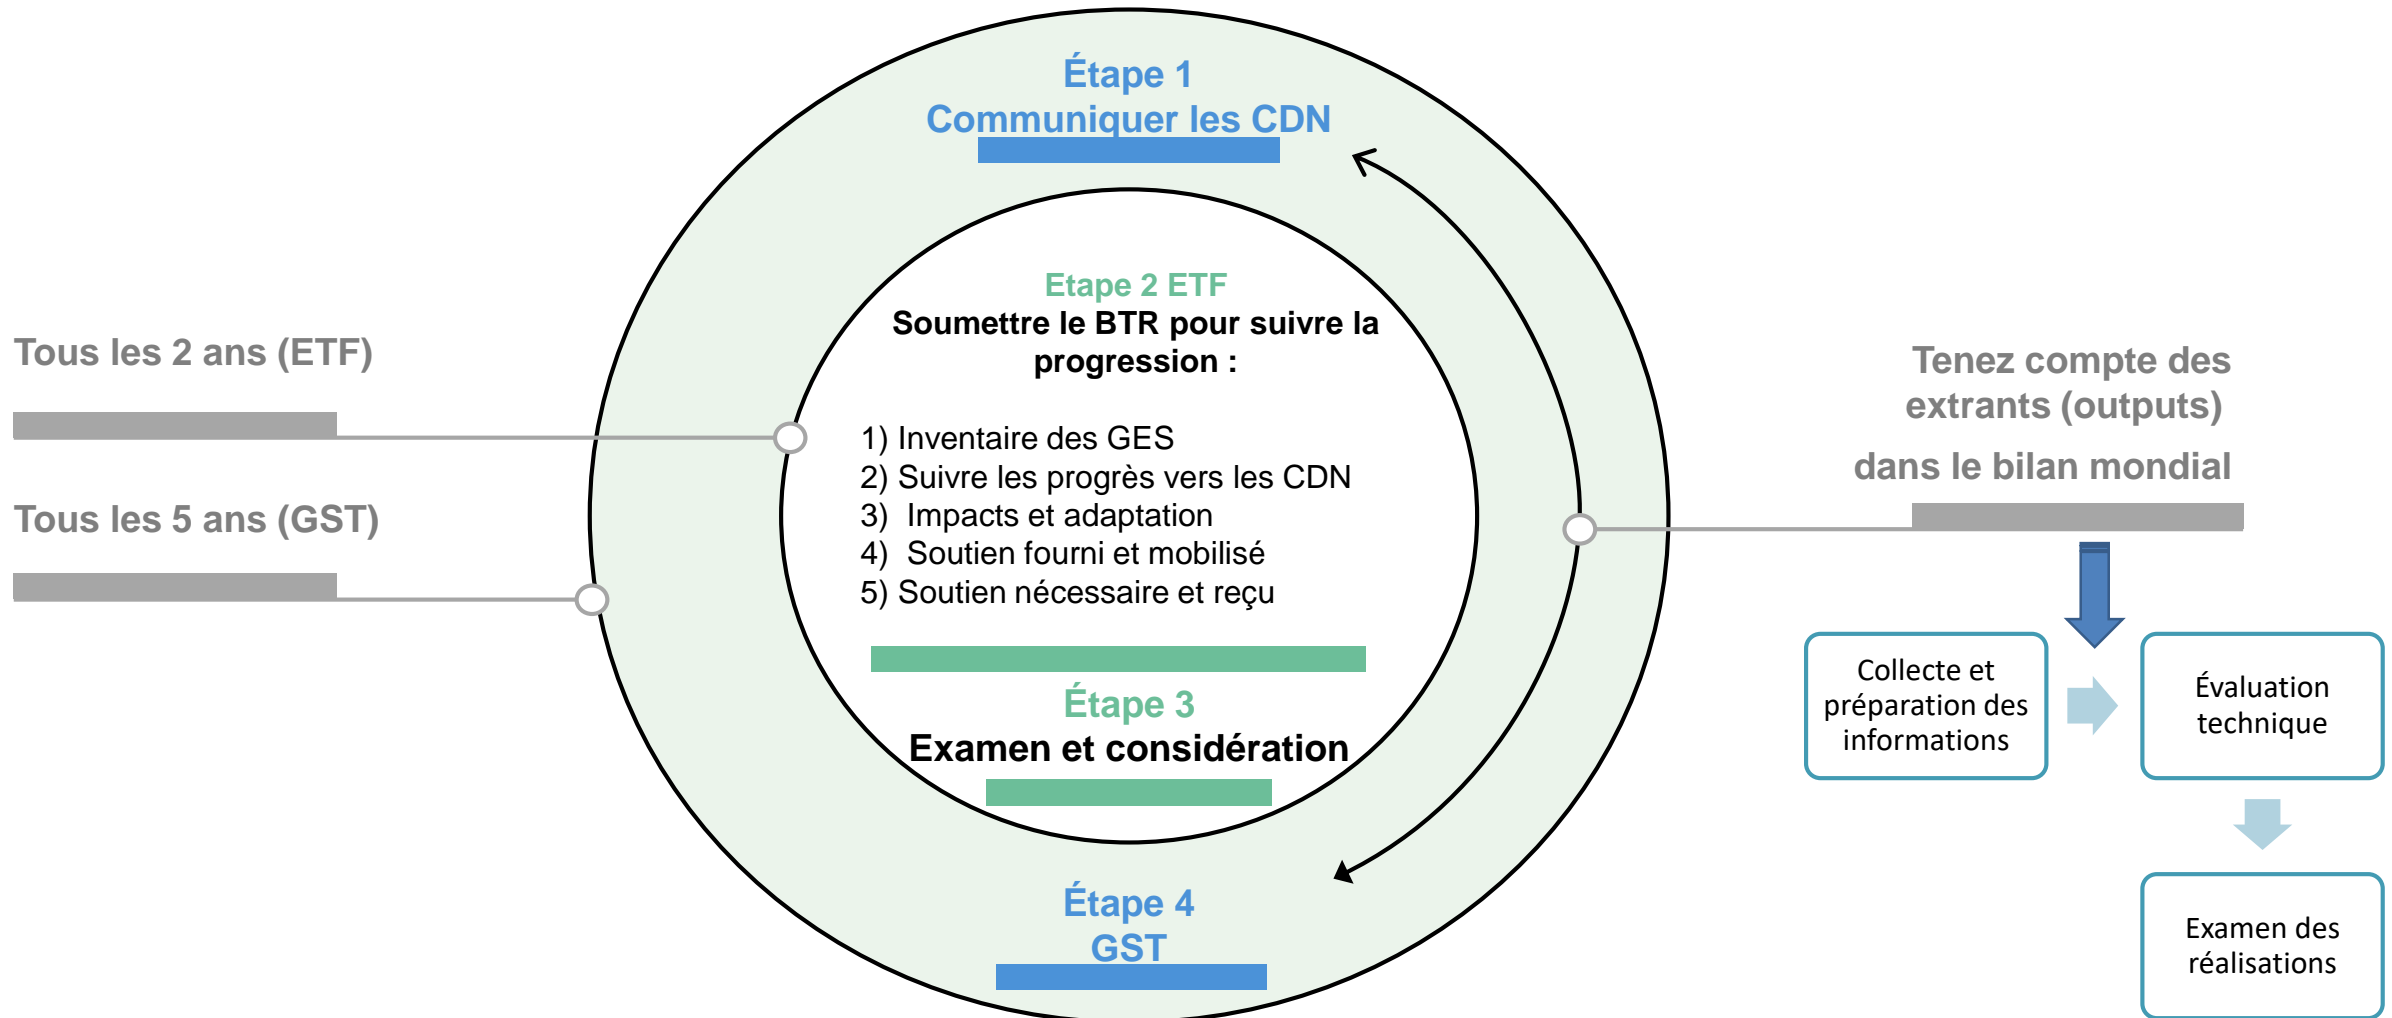 Étape 1
Communiquer les CDN
Etape 2 ETF
Soumettre le BTR pour suivre la
progression :
1) Inventaire des GES
2) Suivre les progrès vers les CDN
3) Impacts et adaptation
4) Soutien fourni et mobilisé
5) Soutien nécessaire et reçu
Étape 3
Examen et considération
Étape 4
GST
Tous les 2 ans (ETF)
Tous les 5 ans (GST)
Tenez compte des
extrants (outputs)
dans le bilan mondial
Collecte et
préparation des
informations
Évaluation
technique
Examen des
réalisations